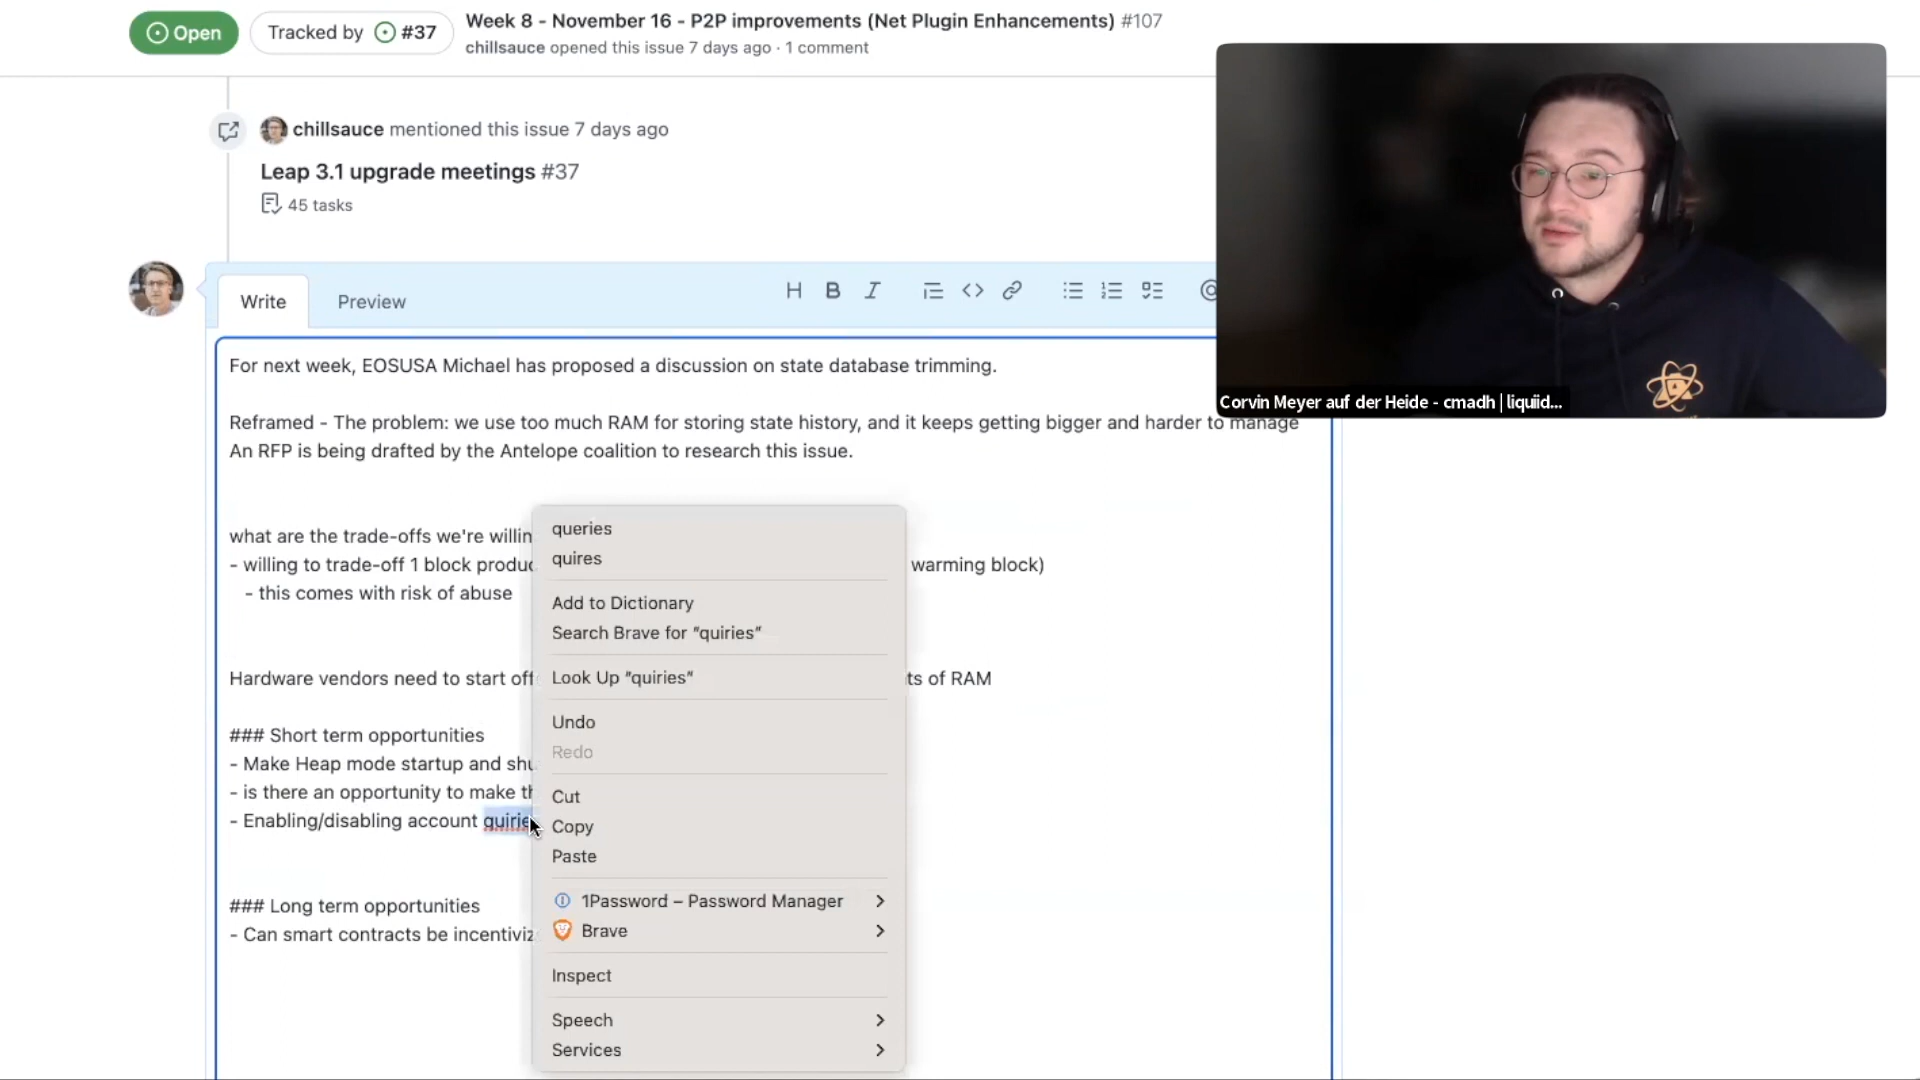 Open
Tracked by #37
Week 8 - November 16 - P2P improvements (Net Plugin Enhancements) #107
chillsauce opened this issue 7 days ago · 1 comment
chillsauce mentioned this issue 7 days ago
Leap 3.1 upgrade meetings #37
45 tasks
Corvin Meyer auf der Heide - cmadh | liquiid...
Write
Preview
H B I
For next week, EOSUSA Michael has proposed a discussion on state database trimming.
Reframed - The problem: we use too much RAM for storing state history, and it keeps getting bigger and harder to manage
An RFP is being drafted by the Antelope coalition to research this issue.
what are the trade-offs we're willin
- willing to trade-off 1 block produc warming block)
- this comes with risk of abuse
Hardware vendors need to start off ts of RAM
### Short term opportunities
- Make Heap mode startup and shu
- is there an opportunity to make th
- Enabling/disabling account quirie
### Long term opportunities
- Can smart contracts be incentiviz
queries
quires
Add to Dictionary
Search Brave for “quiries”
Look Up “quiries”
Undo
Redo
Cut
Copy
Paste
1Password – Password Manager
Brave
Inspect
Speech
Services